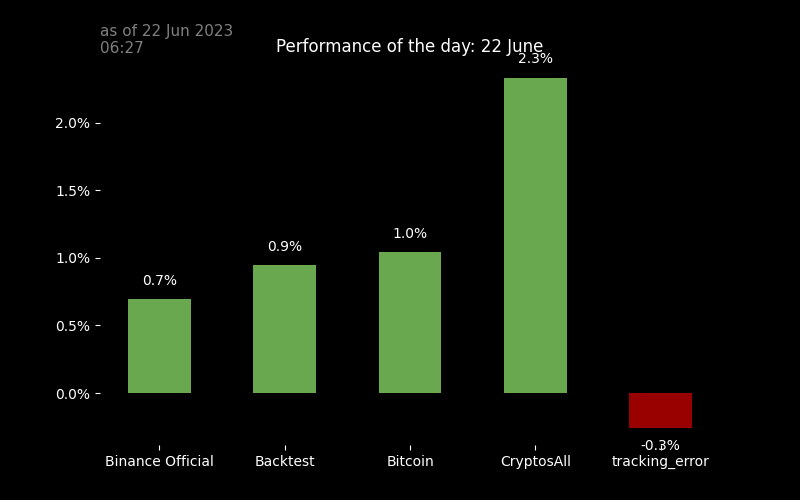 as of 22 Jun 2023
06:27
Performance of the day: 22 June
2.3%
2.0%
1.5%
1.0%
0.9%
1.0%
0.7%
0.5%
0.0%
-0.3%
Binance Official
Backtest
Bitcoin
CryptosAll
tracking_error